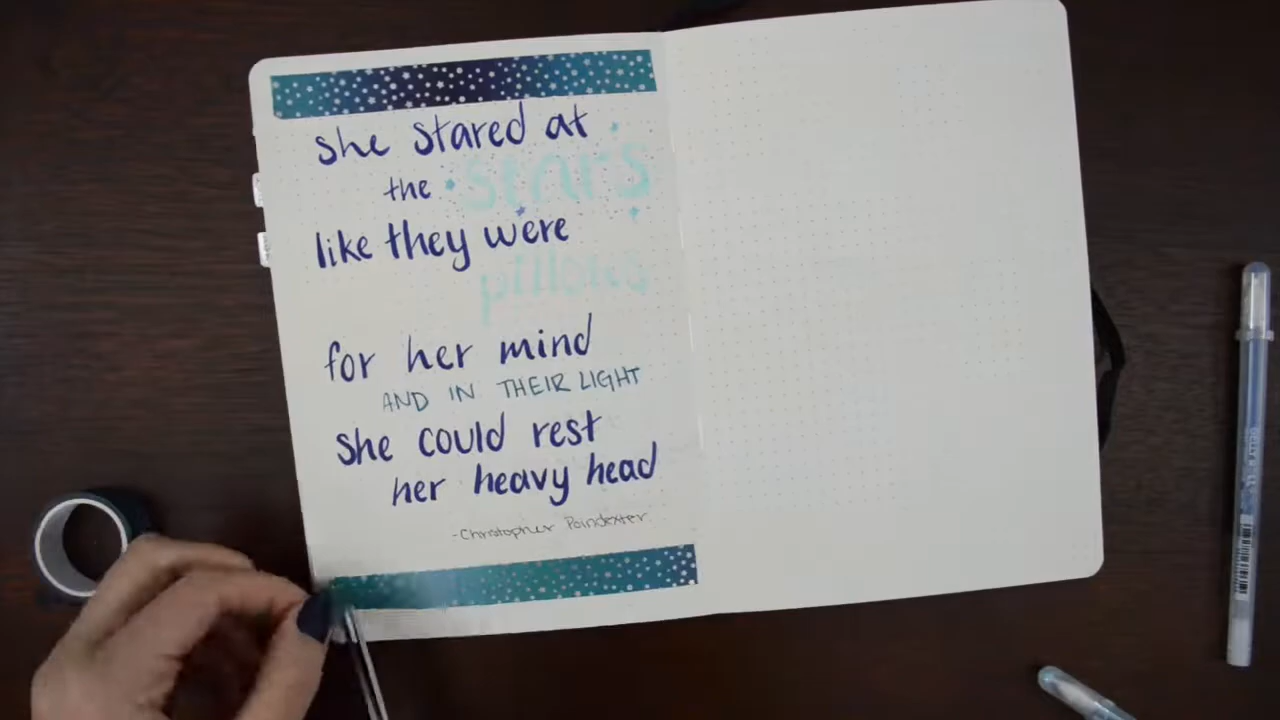 she stared at
the stars
like they were
pillows
for her mind
AND IN THEIR LIGHT
she could rest
her heavy head
-Christopher Poindexter